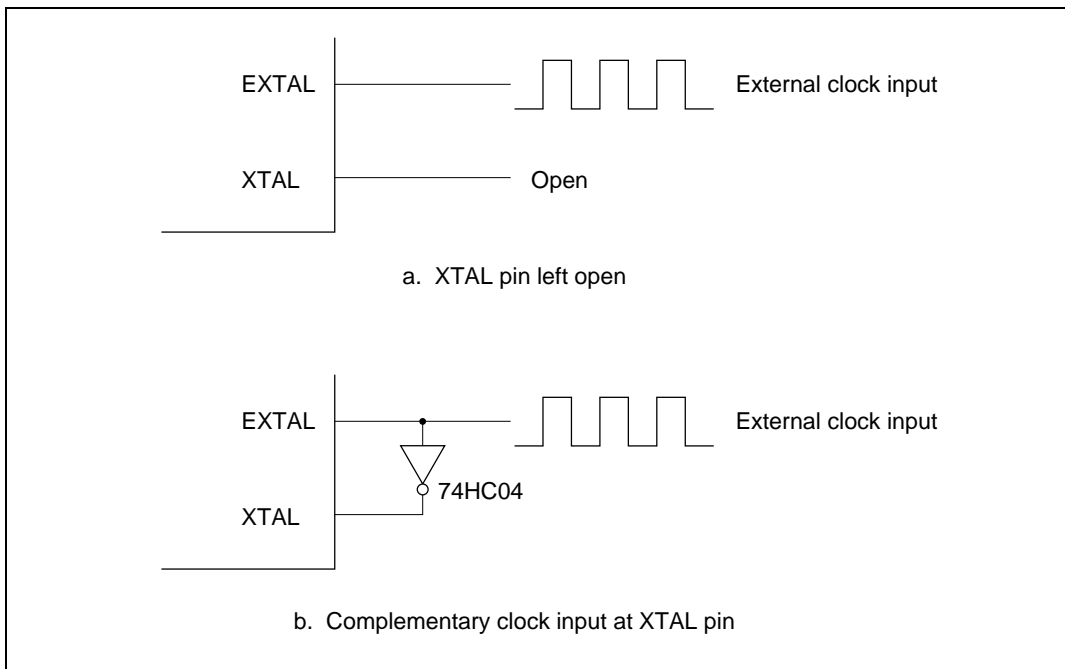 EXTAL External clock input
XTAL Open
a. XTAL pin left open
EXTAL External clock input
74HC04
XTAL
b. Complementary clock input at XTAL pin